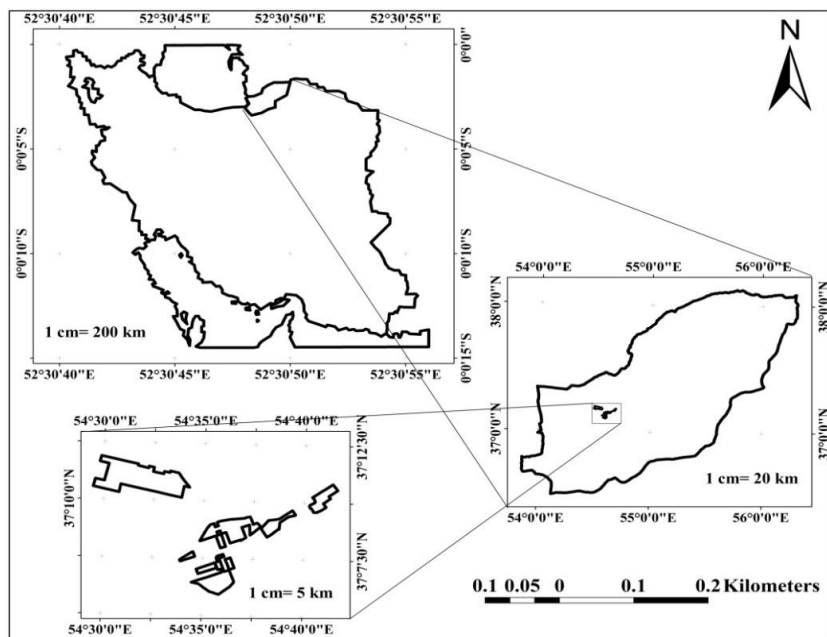 52°30'40"E 52°30'45"E 52°30'50"E 52°30'55"E
0°0'0"
0°0'5"S
0°0'5"S
0°0'10"S
0°0'10"S
0°0'15"S
1 cm= 200 km
52°30'40"E 52°30'45"E 52°30'50"E 52°30'55"E
N
54°0'0"E 55°0'0"E 56°0'0"E
38°0'0"N
38°0'0"N
37°0'0"N
37°0'0"N
1 cm= 20 km
54°0'0"E 55°0'0"E 56°0'0"E
54°30'0"E 54°35'0"E 54°40'0"E
37°12'30"N
37°10'0"N
37°7'30"N
1 cm= 5 km
54°30'0"E 54°35'0"E 54°40'0"E
0.1 0.05 0 0.1 0.2 Kilometers